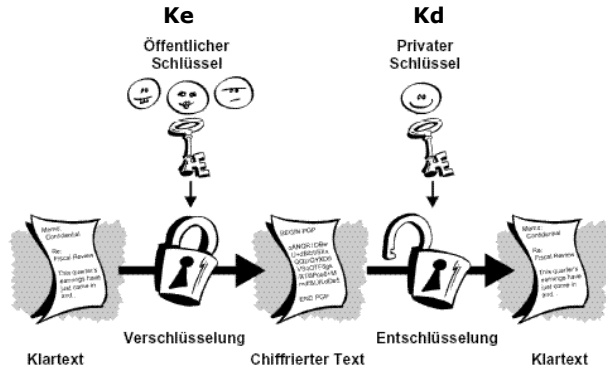 Ke
Kd
Öffentlicher
Schlüssel
Privater
Schlüssel
Memo:
Confidential
Re:
Fiscal Review
This quarter's
earnings have
just come in
and...
BEGIN PGP
END PGP
Memo:
Confidential
Re:
Fiscal Review
This quarter's
earnings have
just come in
and...
Verschlüsselung
Entschlüsselung
Klartext
Chiffrierter Text
Klartext